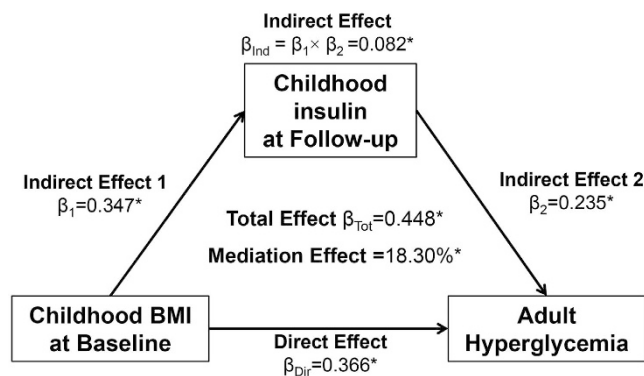 Indirect Effect
βInd = β1× β2=0.082*
Childhood
insulin
at Follow-up
Indirect Effect 1
β1=0.347*
Indirect Effect 2
β2=0.235*
Total Effect βTot=0.448*
Mediation Effect =18.30%*
Childhood BMI
at Baseline
Adult
Hyperglycemia
Direct Effect
βDir=0.366*